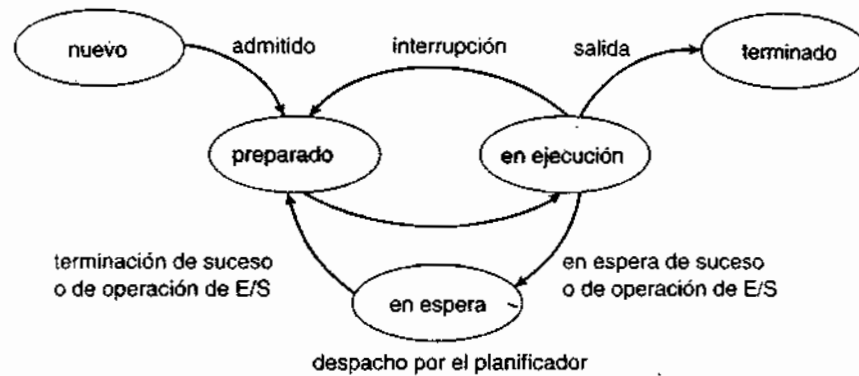 nuevo
admitido
interrupción
salida
terminado
preparado
en ejecución
terminación de suceso
o de operación de E/S
en espera de suceso
o de operación de E/S
en espera
despacho por el planificador